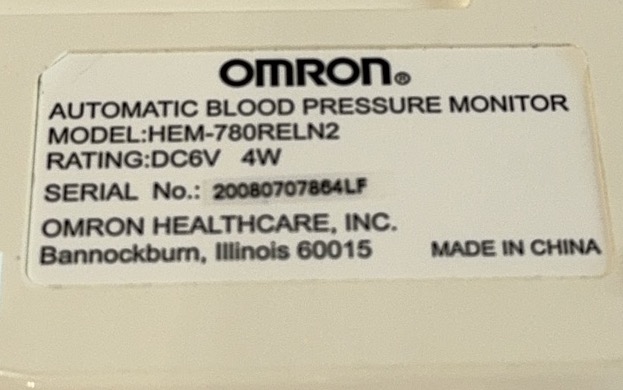 OMRON®
AUTOMATIC BLOOD PRESSURE MONITOR
MODEL:HEM-780RELN2
RATING:DC6V 4W
SERIAL No.: 20080707864LF
OMRON HEALTHCARE, INC.
Bannockburn, Illinois 60015 MADE IN CHINA